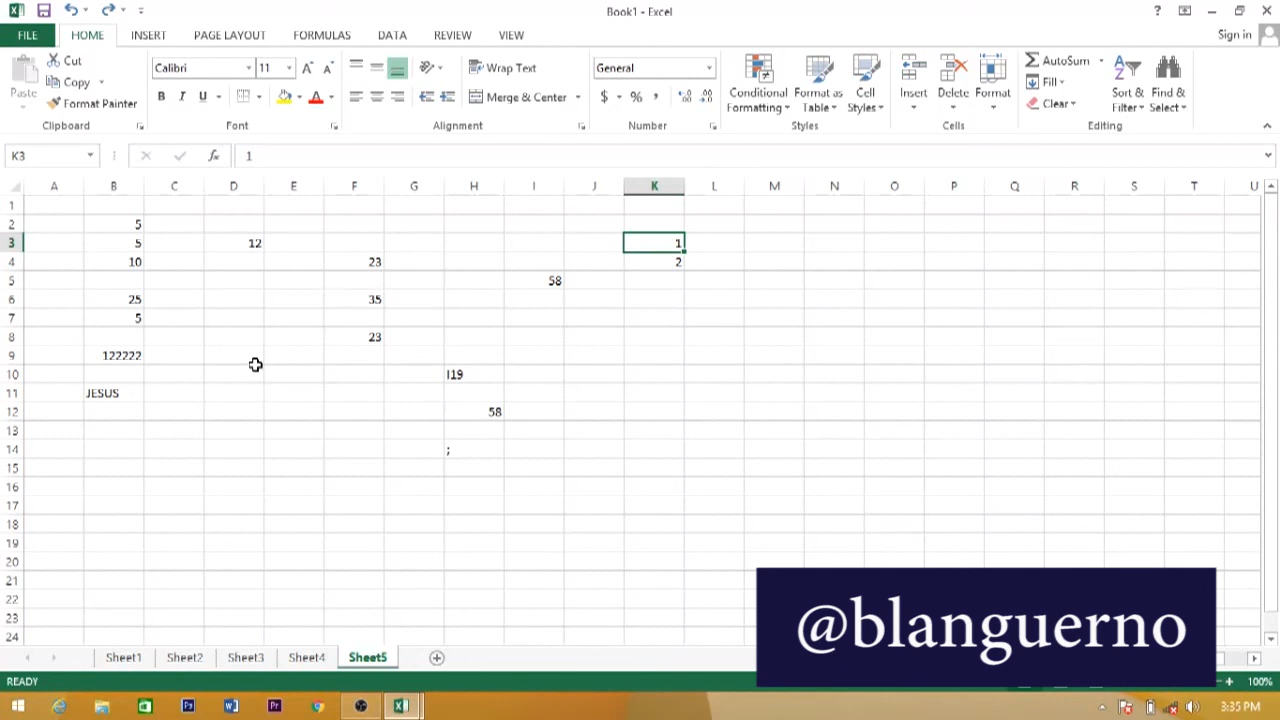 Book1 - Excel
?
FILE HOME INSERT PAGE LAYOUT FORMULAS DATA REVIEW VIEW Sign in
Cut
Copy
Format Painter
Paste
Calibri 11
B I U A
Wrap Text
Merge & Center
General
$ % ,
Conditional Formatting
Format as Table
Cell Styles
Insert Delete Format
AutoSum
Fill
Clear
Sort & Filter
Find & Select
Clipboard Font Alignment Number Styles Cells Editing
K3 fx 1
A B C D E F G H I J K L M N O P Q R S T U
1
2 5
3 5 12 1
4 10 23 2
5 58
6 25 35
7 5
8 23
9 122222
10 I19
11 JESUS
12 58
13
14 ;
15
16
17
18
19
20
21
22
23
24
@blanguerno
Sheet1 Sheet2 Sheet3 Sheet4 Sheet5
READY 100%
3:35 PM